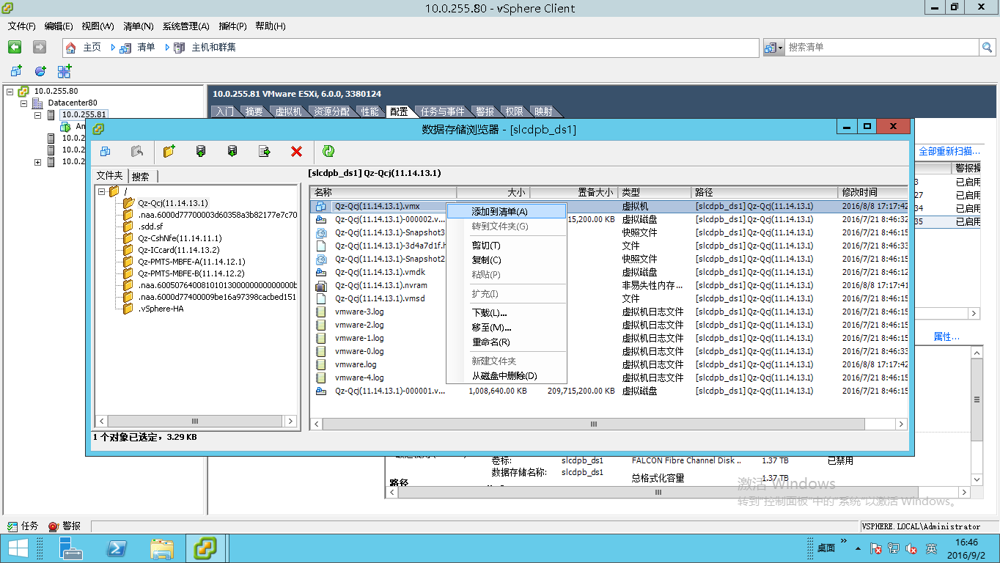 10.0.255.80 - vSphere Client
文件(F) 编辑(E) 视图(W) 清单(N) 系统管理(A) 插件(P) 帮助(H)
主页 清单 主机和群集 搜索清单
10.0.255.80
Datacenter80
10.0.255.81
An
10.0.2
10.0.2
10.0.2
10.0.255.81 VMware ESXi, 6.0.0, 3380124
入门 摘要 虚拟机 资源分配 性能 配置 任务与事件 警报 权限 映射
数据存储浏览器 - [slcdpb_ds1]
文件夹 搜索
/
Qz-Qcj(11.14.13.1)
.naa.6000d77700003d60358a3b82177e7c70
.sdd.sf
Qz-CshNfe(11.14.11.1)
Qz-ICcard(11.14.13.2)
Qz-PMTS-MBFE-A(11.14.12.1)
Qz-PMTS-MBFE-B(11.14.12.2)
.naa.60050764008101013000000000000000b
.naa.6000d77400009be16a97398cacbed151
.vSphere-HA
[slcdpb_ds1] Qz-Qcj(11.14.13.1)
名称 大小 置备大小 类型 路径 修改时间
Qz-Qcj(11.14.13.1).vmx 虚拟机 [slcdpb_ds1] Qz-Qcj(11.14.13.1) 2016/8/8 17:17:42
Qz-Qcj(11.14.13.1)-000002.v... 15,200.00 KB 虚拟磁盘 [slcdpb_ds1] Qz-Qcj(11.14.13.1) 2016/7/21 8:46:32
Qz-Qcj(11.14.13.1)-Snapshot3 快照文件 [slcdpb_ds1] Qz-Qcj(11.14.13.1) 2016/7/21 8:46:15
Qz-Qcj(11.14.13.1)-3d4a7d1f.h 文件 [slcdpb_ds1] Qz-Qcj(11.14.13.1) 2016/7/21 8:46:33
Qz-Qcj(11.14.13.1)-Snapshot2 快照文件 [slcdpb_ds1] Qz-Qcj(11.14.13.1) 2016/7/21 8:46:15
Qz-Qcj(11.14.13.1).vmdk 虚拟磁盘 [slcdpb_ds1] Qz-Qcj(11.14.13.1) 2016/7/21 8:46:15
Qz-Qcj(11.14.13.1).nvram 非易失性内存... [slcdpb_ds1] Qz-Qcj(11.14.13.1) 2016/8/8 17:17:41
Qz-Qcj(11.14.13.1).vmsd 文件 [slcdpb_ds1] Qz-Qcj(11.14.13.1) 2016/7/21 8:46:15
vmware-3.log 虚拟机日志文件 [slcdpb_ds1] Qz-Qcj(11.14.13.1) 2016/7/21 8:46:15
vmware-2.log 虚拟机日志文件 [slcdpb_ds1] Qz-Qcj(11.14.13.1) 2016/7/21 8:46:15
vmware-1.log 虚拟机日志文件 [slcdpb_ds1] Qz-Qcj(11.14.13.1) 2016/7/21 8:46:15
vmware-0.log 虚拟机日志文件 [slcdpb_ds1] Qz-Qcj(11.14.13.1) 2016/7/21 8:46:33
vmware.log 虚拟机日志文件 [slcdpb_ds1] Qz-Qcj(11.14.13.1) 2016/8/8 17:17:42
vmware-4.log 虚拟机日志文件 [slcdpb_ds1] Qz-Qcj(11.14.13.1) 2016/7/21 8:46:15
Qz-Qcj(11.14.13.1)-000001.v... 1,008,640.00 KB 209,715,200.00 KB 虚拟磁盘 [slcdpb_ds1] Qz-Qcj(11.14.13.1) 2016/7/21 8:46:15
添加到清单(A)
转到文件夹(G)
剪切(T)
复制(C)
粘贴(P)
扩充(I)
下载(L)...
移至(M)...
重命名(R)
新建文件夹
从磁盘中删除(D)
1 个对象已选定，3.29 KB
全部重新扫描...
警报操
3 已启用
27 已启用
34 已启用
35 已启用
属性...
卷标: slcdpb_ds1 FALCON Fibre Channel Disk .. 1.37 TB 已禁用
数据存储名称: slcdpb_ds1
总格式化容量 1.37 TB
路径
激活 Windows
转到"控制面板"中的"系统"以激活 Windows。
任务 警报 VSPHERE.LOCAL\Administrator
桌面 英 16:46
2016/9/2